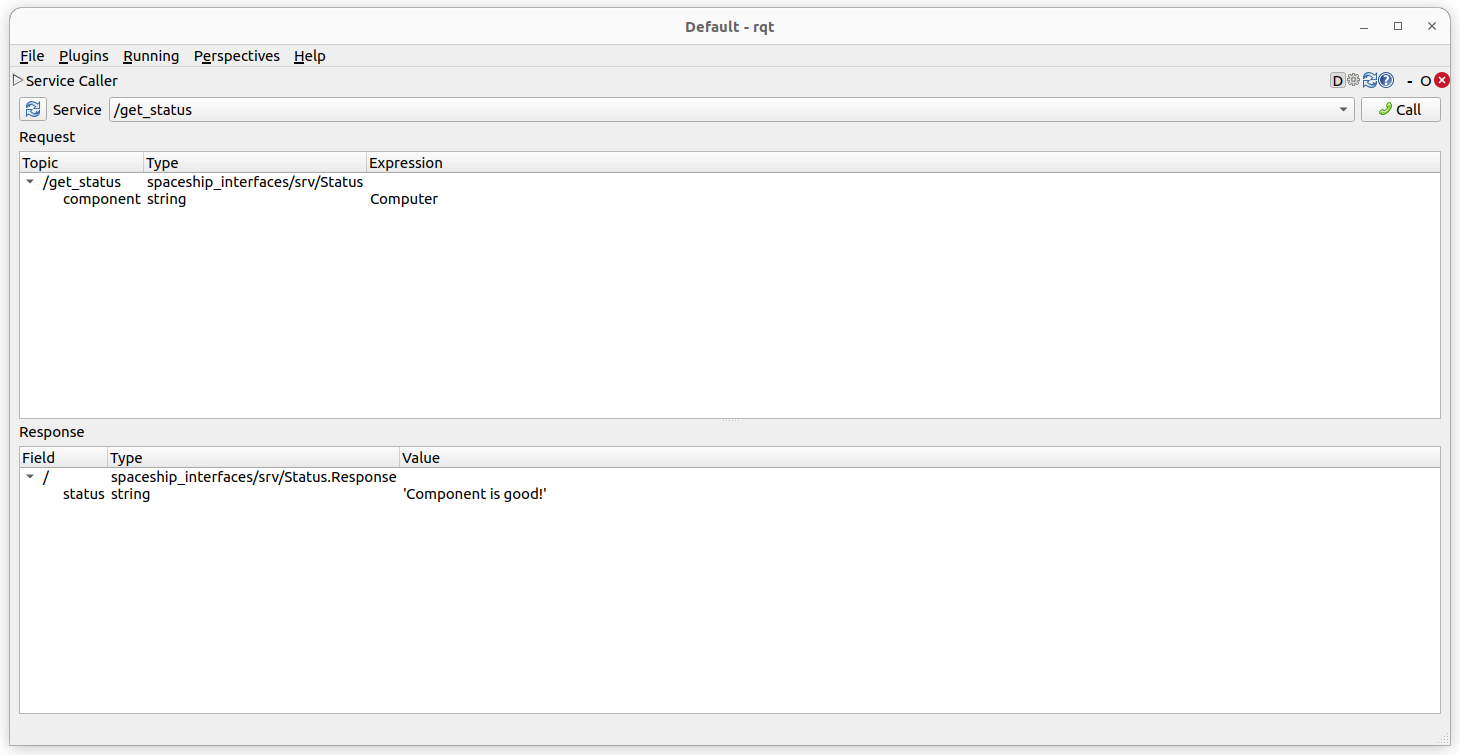 Default - rqt
File Plugins Running Perspectives Help
Service Caller D ? - O
Service /get_status Call
Request
Topic Type Expression
/get_status spaceship_interfaces/srv/Status
component string Computer
Response
Field Type Value
/ spaceship_interfaces/srv/Status.Response
status string 'Component is good!'